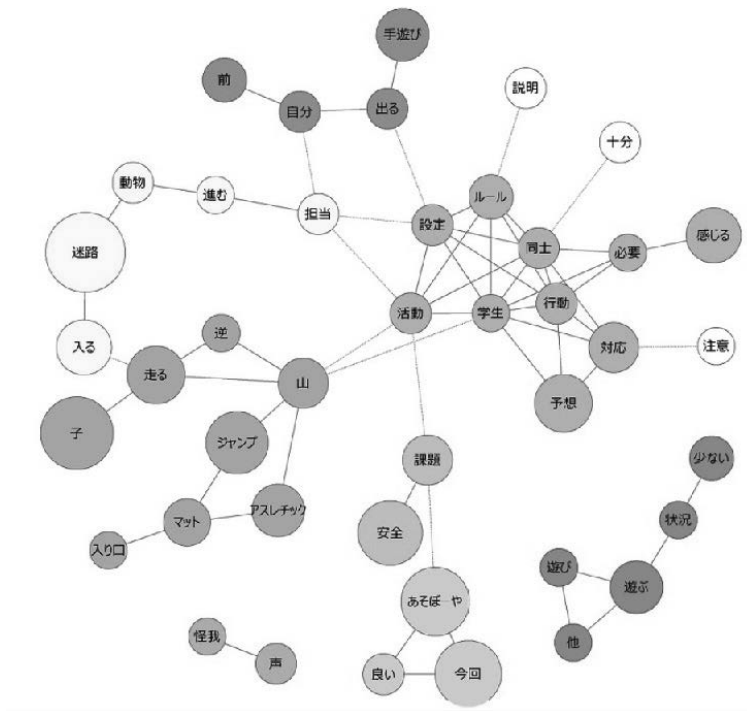 手遊び
前
説明
自分
出る
十分
動物
進む
ルール
担当
設定
同士
感じる
迷路
必要
活動
学生
行動
逆
入る
対応
注意
走る
山
予想
子
ジャンプ
課題
少ない
アスレチック
マット
安全
状況
入り口
遊び
遊ぶ
あそぼーや
怪我
他
声
良い
今回